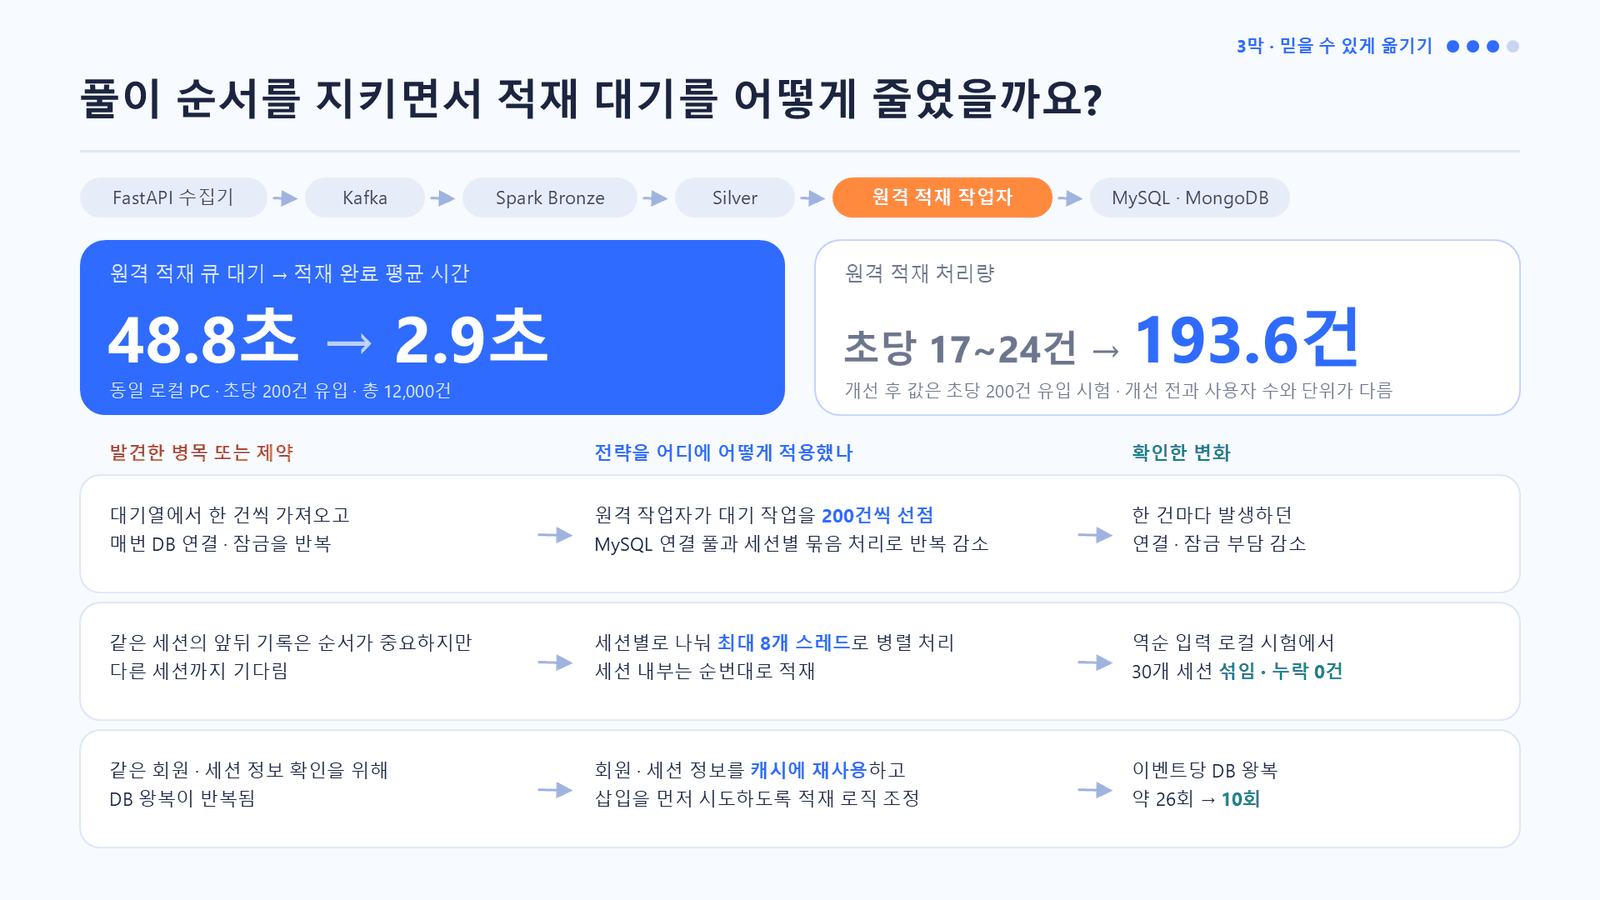 3막 · 믿을 수 있게 옮기기
풀이 순서를 지키면서 적재 대기를 어떻게 줄였을까요?
FastAPI 수집기 → Kafka → Spark Bronze → Silver → 원격 적재 작업자 → MySQL · MongoDB
원격 적재 큐 대기 → 적재 완료 평균 시간
48.8초 → 2.9초
동일 로컬 PC · 초당 200건 유입 · 총 12,000건
원격 적재 처리량
초당 17~24건 → 193.6건
개선 후 값은 초당 200건 유입 시험 · 개선 전과 사용자 수와 단위가 다름
발견한 병목 또는 제약
전략을 어디에 어떻게 적용했나
확인한 변화
대기열에서 한 건씩 가져오고
매번 DB 연결 · 잠금을 반복
원격 작업자가 대기 작업을 200건씩 선점
MySQL 연결 풀과 세션별 묶음 처리로 반복 감소
한 건마다 발생하던
연결 · 잠금 부담 감소
같은 세션의 앞뒤 기록은 순서가 중요하지만
다른 세션까지 기다림
세션별로 나눠 최대 8개 스레드로 병렬 처리
세션 내부는 순번대로 적재
역순 입력 로컬 시험에서
30개 세션 섞임 · 누락 0건
같은 회원 · 세션 정보 확인을 위해
DB 왕복이 반복됨
회원 · 세션 정보를 캐시에 재사용하고
삽입을 먼저 시도하도록 적재 로직 조정
이벤트당 DB 왕복
약 26회 → 10회